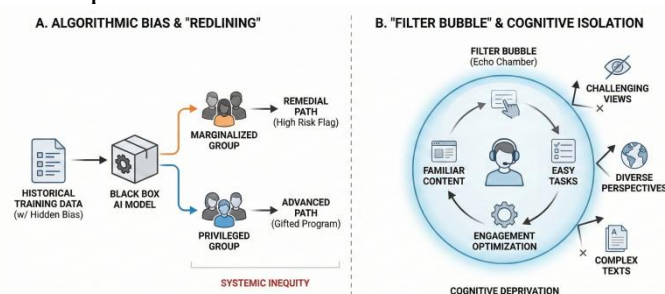 A. ALGORITHMIC BIAS & "REDLINING"
HISTORICAL
TRAINING DATA
(w/ Hidden Bias)
BLACK BOX
AI MODEL
MARGINALIZED
GROUP
REMEDIAL
PATH
(High Risk Flag)
PRIVILEGED
GROUP
ADVANCED
PATH
(Gifted Program)
SYSTEMIC INEQUITY
B. "FILTER BUBBLE" & COGNITIVE ISOLATION
FILTER BUBBLE
(Echo Chamber)
FAMILIAR
CONTENT
EASY
TASKS
ENGAGEMENT
OPTIMIZATION
CHALLENGING
VIEWS
DIVERSE
PERSPECTIVES
A
COMPLEX
TEXTS
COGNITIVE DEPRIVATION